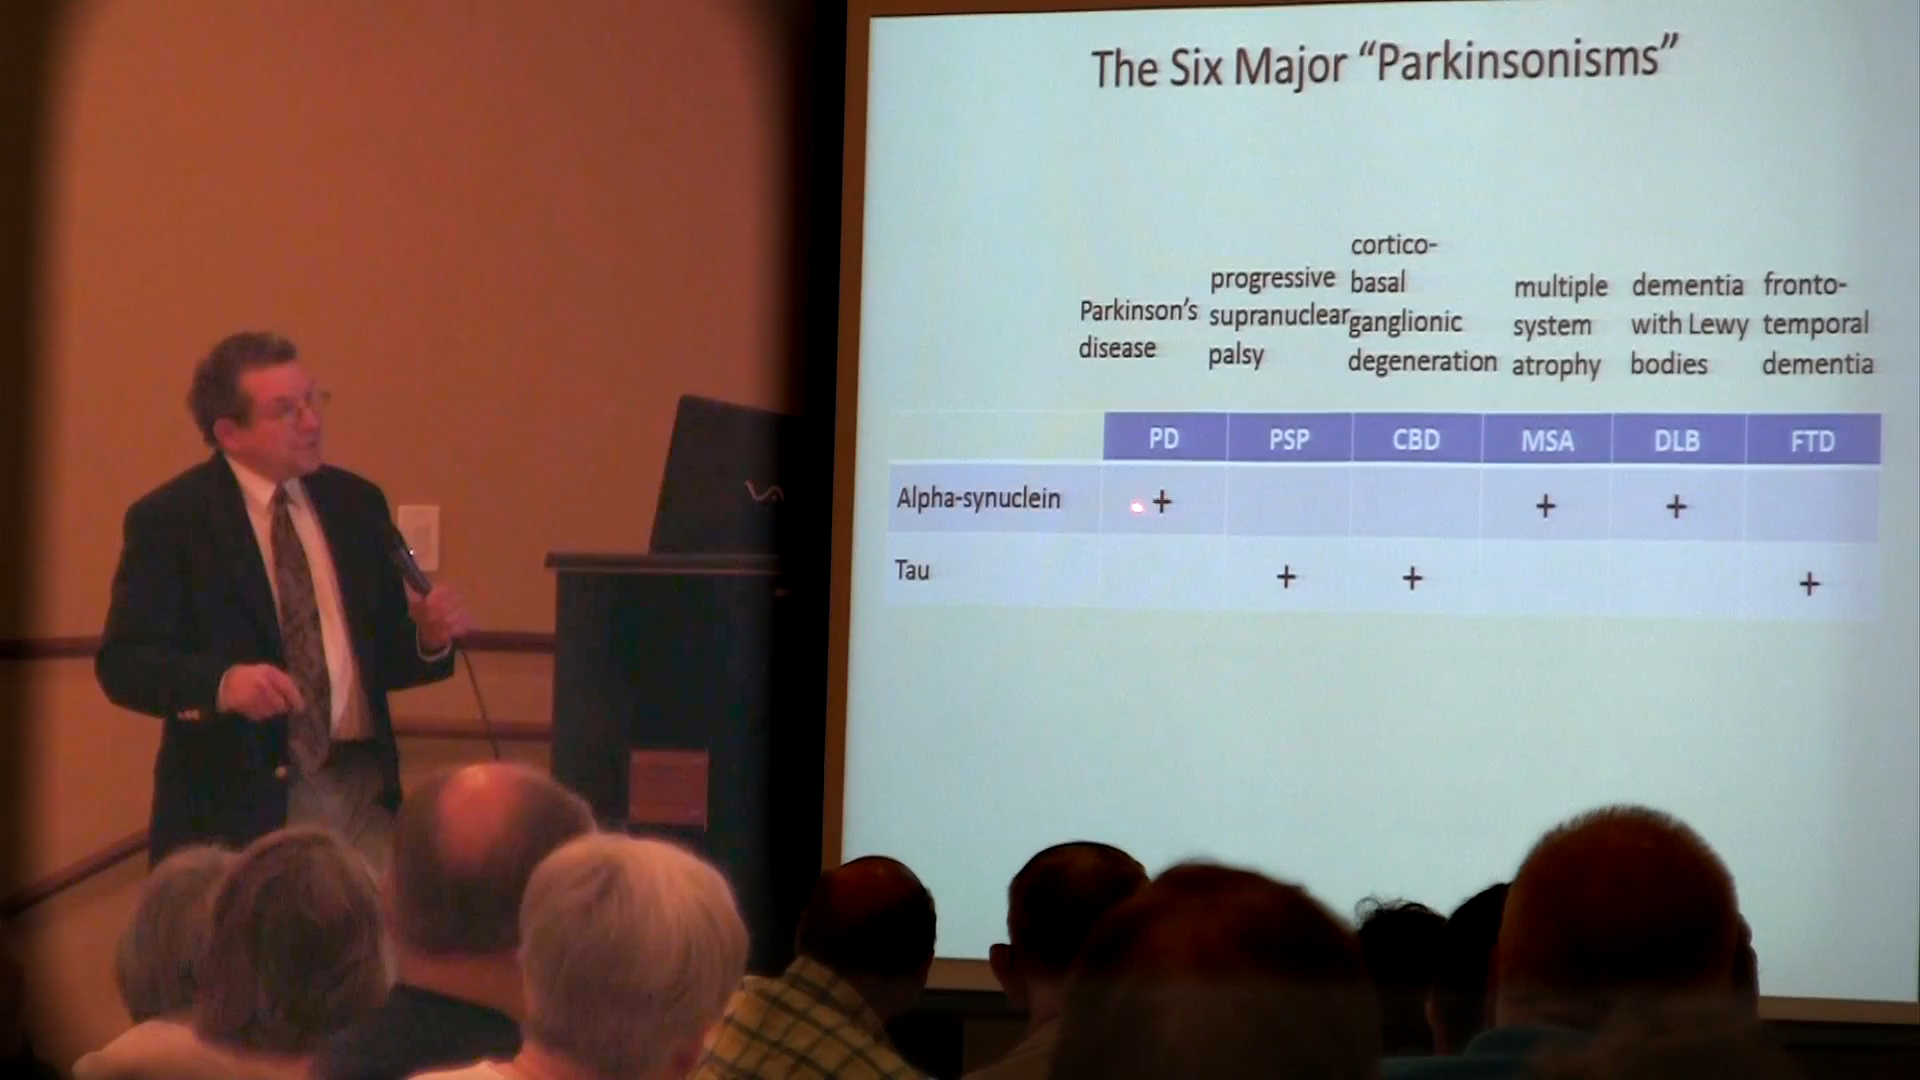 The Six Major “Parkinsonisms”
Parkinson’s
disease
progressive
supranuclear
palsy
cortico-
basal
ganglionic
degeneration
multiple
system
atrophy
dementia
with Lewy
bodies
fronto-
temporal
dementia
PD PSP CBD MSA DLB FTD
Alpha-synuclein + + +
Tau + + +